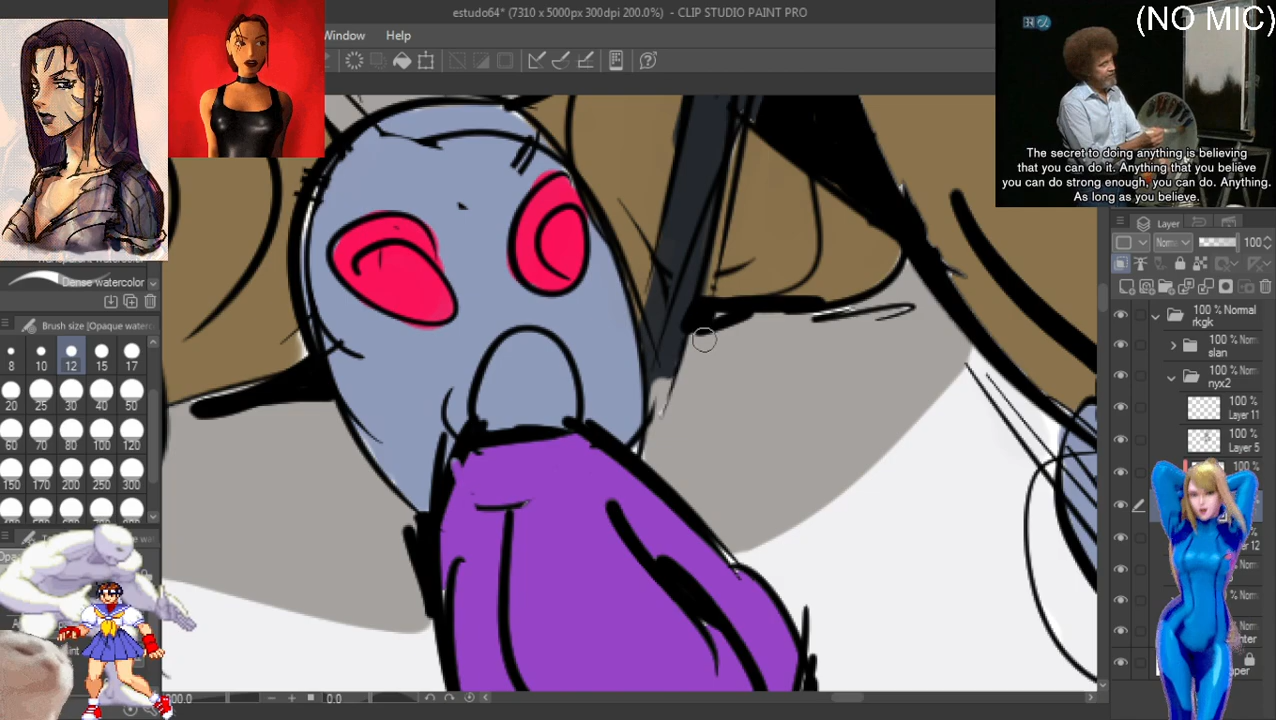 estudo64* (7310 x 5000px 300dpi 200.0%) - CLIP STUDIO PAINT PRO
(NO MIC)
Window Help
The secret to doing anything is believing
that you can do it. Anything that you believe
you can do strong enough, you can do. Anything.
As long as you believe.
Layer
100
Dense watercolor
Brush size [Opaque water
8 10 12 15 17
20 25 30 40 50
60 70 80 100 120
150 170 200 250 300
100 % Normal
rkgk
100 %
slan
100 %
nyx2
100 %
Layer 11
100 %
Layer 5
100 %
12
0.0